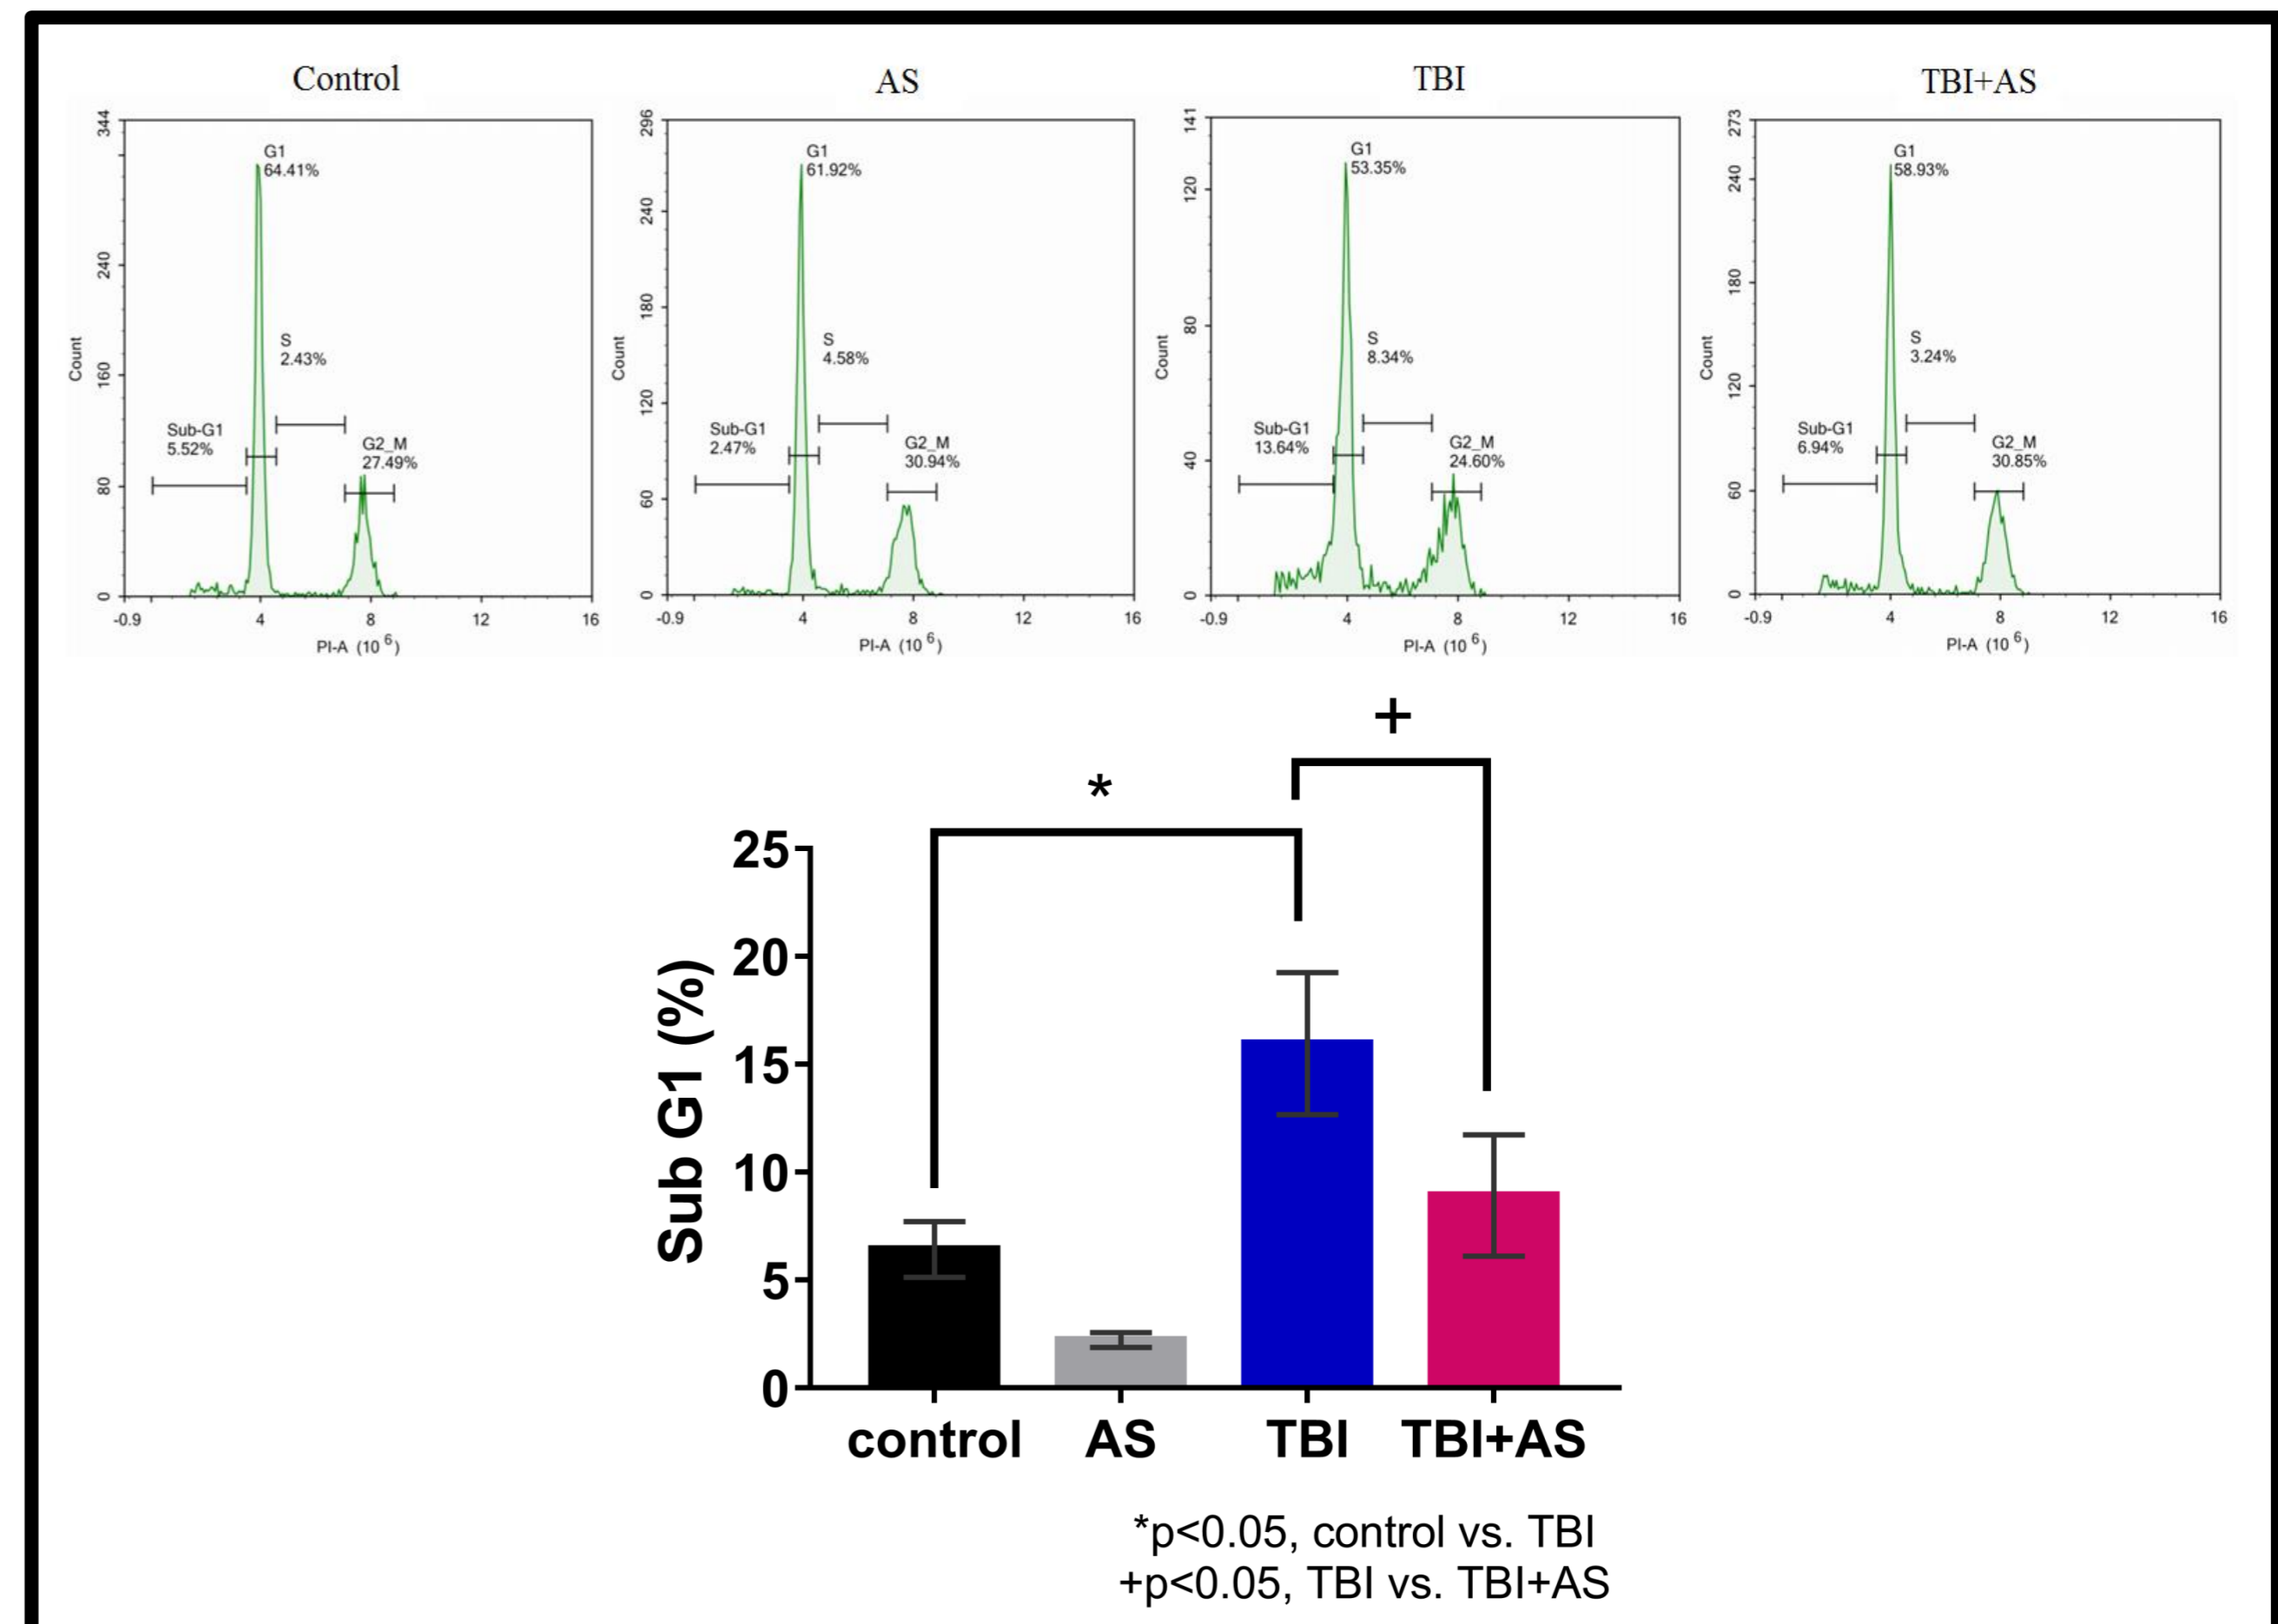 Control
344
240
160
80
0
Count
G1
64.41%
S
2.43%
Sub-G1
5.52%
G2_M
27.49%
-0.9 4 8 12 16
PI-A (10 6)
AS
296
240
180
120
60
0
Count
G1
61.92%
S
4.58%
Sub-G1
2.47%
G2_M
30.94%
-0.9 4 8 12 16
PI-A (10 6)
TBI
141
120
80
40
0
Count
G1
53.35%
S
8.34%
Sub-G1
13.64%
G2_M
24.60%
-0.9 4 8 12 16
PI-A (10 6)
TBI+AS
273
240
180
120
60
0
Count
G1
58.93%
S
3.24%
Sub-G1
6.94%
G2_M
30.85%
-0.9 4 8 12 16
PI-A (10 6)
+
*
25
20
15
10
5
0
Sub G1 (%)
control AS TBI TBI+AS
*p<0.05, control vs. TBI
+p<0.05, TBI vs. TBI+AS